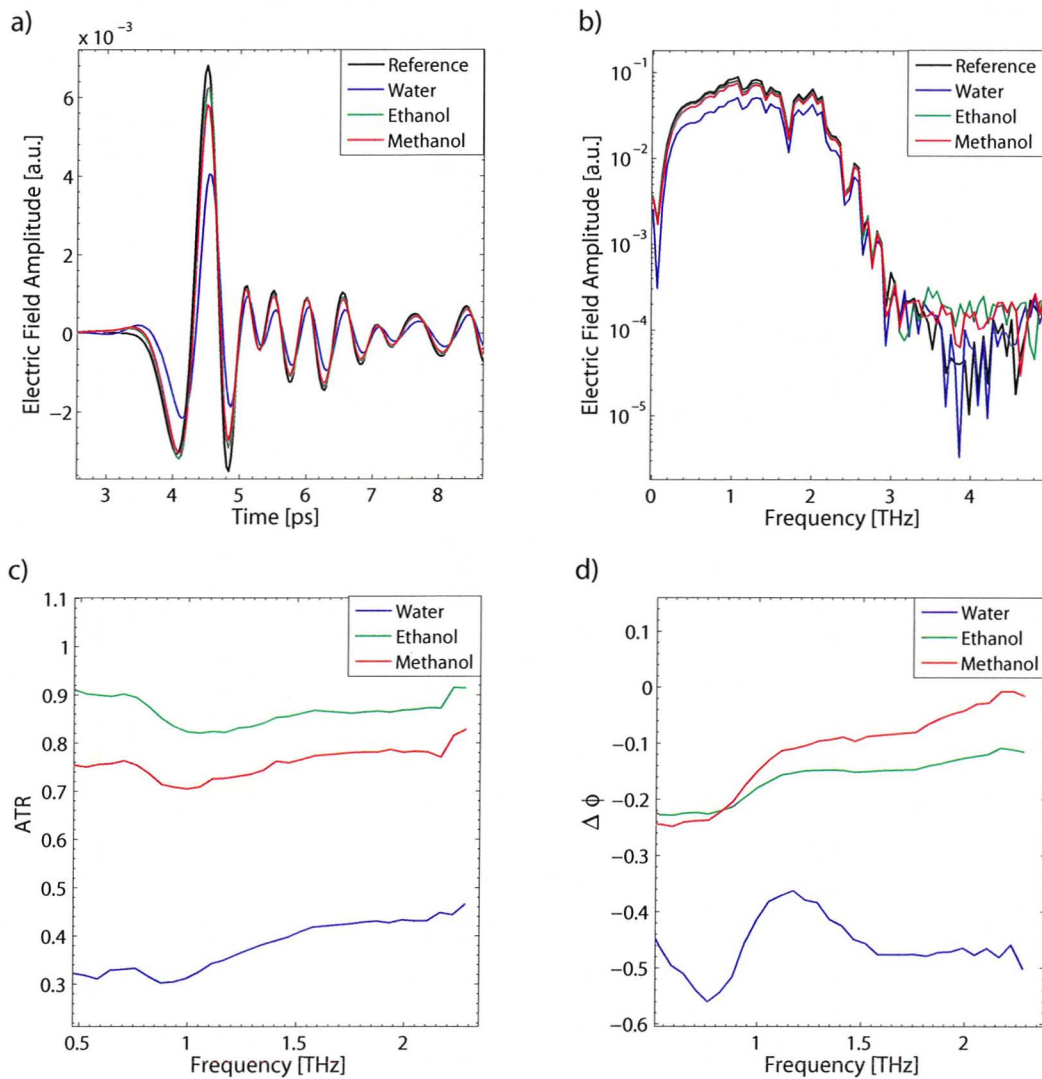 a)
× 10⁻³
Electric Field Amplitude [a.u.]
6
4
2
0
−2
3
4
5
6
7
8
Time [ps]
Reference
Water
Ethanol
Methanol
b)
Electric Field Amplitude [a.u.]
10⁻¹
10⁻²
10⁻³
10⁻⁴
10⁻⁵
0
1
2
3
4
Frequency [THz]
Reference
Water
Ethanol
Methanol
c)
ATR
1.1
1
0.9
0.8
0.7
0.6
0.5
0.4
0.3
0.5
1
1.5
2
Frequency [THz]
Water
Ethanol
Methanol
d)
Δ ϕ
0.1
0
−0.1
−0.2
−0.3
−0.4
−0.5
−0.6
1
1.5
2
Frequency [THz]
Water
Ethanol
Methanol